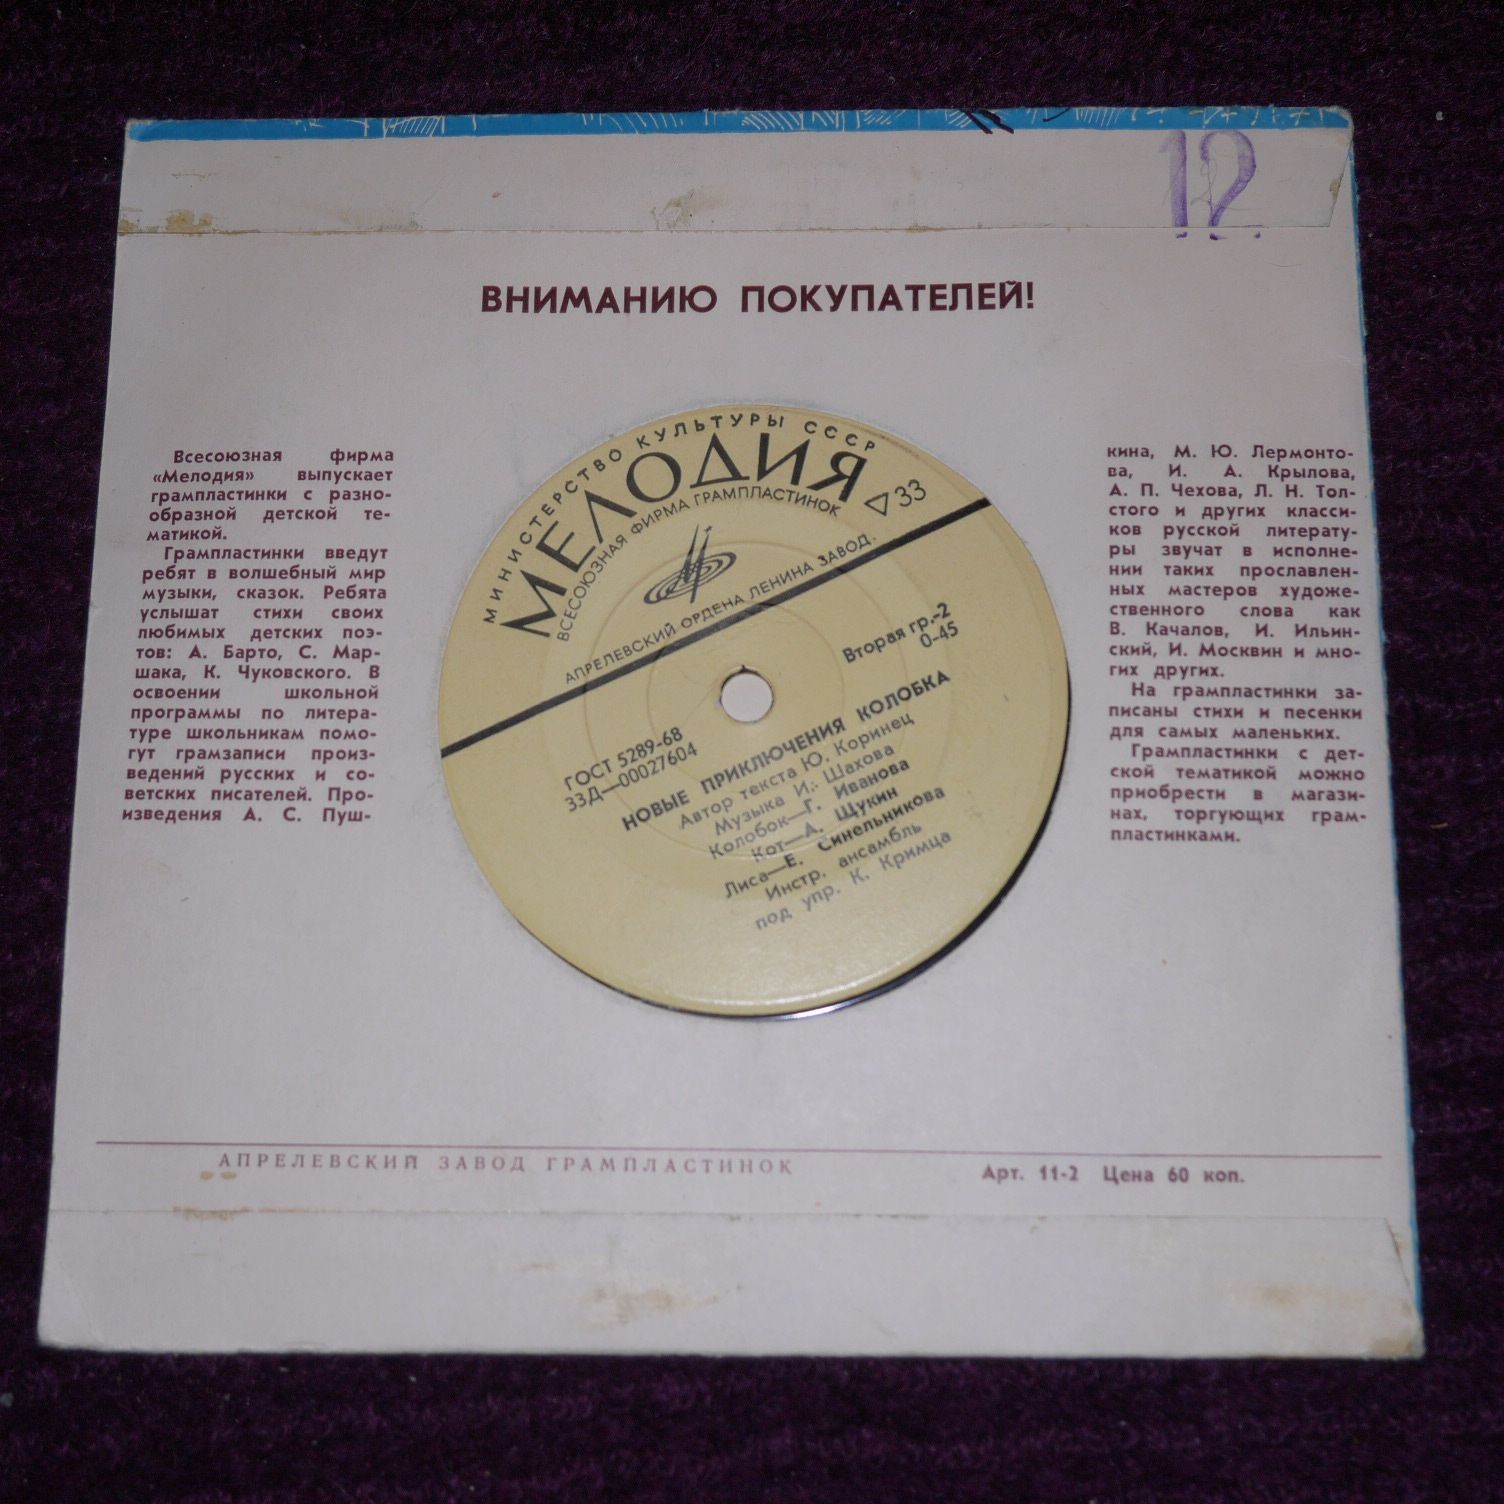 12
ВНИМАНИЮ ПОКУПАТЕЛЕЙ!
Всесоюзная фирма
«Мелодия» выпускает
грампластинки с разно-
образной детской те-
матикой.
Грампластинки введут
ребят в волшебный мир
музыки, сказок. Ребята
услышат стихи своих
любимых детских поэ-
тов: А. Барто, С. Мар-
шака, К. Чуковского. В
освоении школьной
программы по литера-
туре школьникам помо-
гут грамзаписи произ-
ведений русских и со-
ветских писателей. Про-
изведения А. С. Пуш-
кина, М. Ю. Лермонто-
ва, И. А. Крылова,
А. П. Чехова, Л. Н. Тол-
стого и других класси-
ков русской литерату-
ры звучат в исполне-
нии таких прославлен-
ных мастеров художе-
ственного слова как
В. Качалов, И. Ильин-
ский, И. Москвин и мно-
гих других.
На грампластинки за-
писаны стихи и песенки
для самых маленьких.
Грампластинки с дет-
ской тематикой можно
приобрести в магази-
нах, торгующих грам-
пластинками.
МИНИСТЕРСТВО КУЛЬТУРЫ СССР
МЕЛОДИЯ
33
ВСЕСОЮЗНАЯ ФИРМА ГРАМПЛАСТИНОК
АПРЕЛЕВСКИЙ ОРДЕНА ЛЕНИНА ЗАВОД.
Вторая гр.-2
0-45
ГОСТ 5289-68
33Д—00027604
НОВЫЕ ПРИКЛЮЧЕНИЯ КОЛОБКА
Автор текста Ю. Коринец
Музыка И. Шахова
Колобок—Г. Иванова
Кот—А. Щукин
Лиса—Е. Синельникова
Инстр. ансамбль
под упр. К. Кримца
АПРЕЛЕВСКИЙ ЗАВОД ГРАМПЛАСТИНОК
Арт. 11-2 Цена 60 коп.